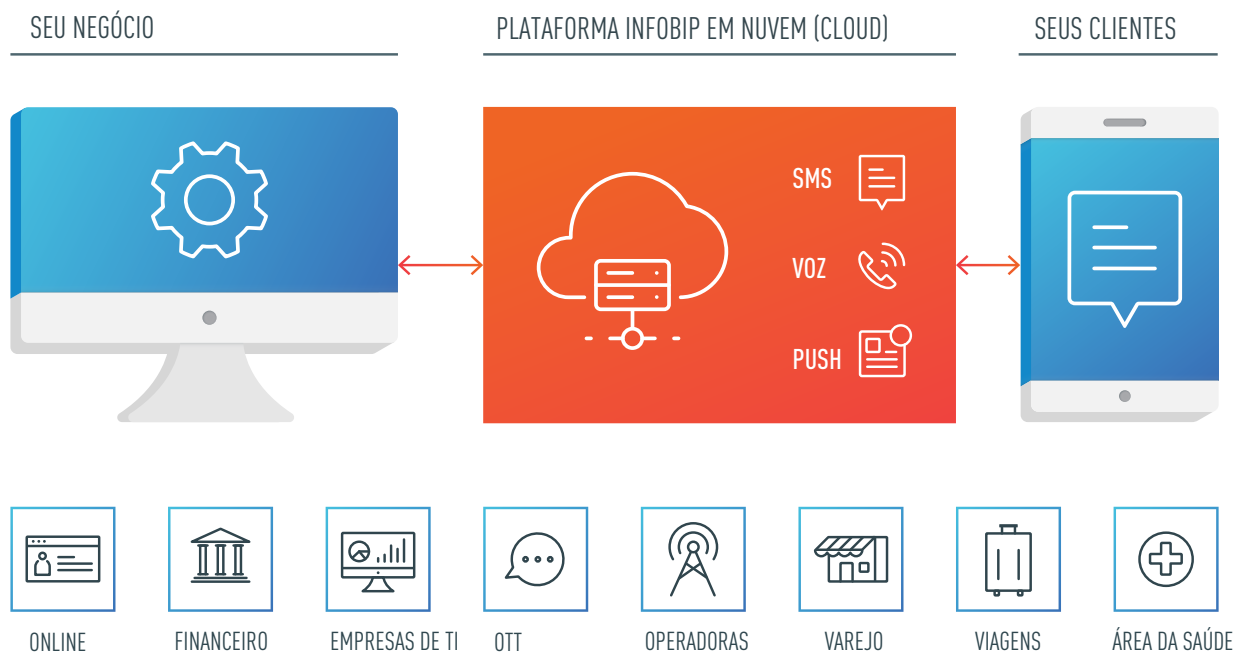 SEU NEGÓCIO
PLATAFORMA INFOBIP EM NUVEM (CLOUD)
SEUS CLIENTES
SMS
VOZ
PUSH
ONLINE
FINANCEIRO
EMPRESAS DE TI
OTT
OPERADORAS
VAREJO
VIAGENS
ÁREA DA SAÚDE